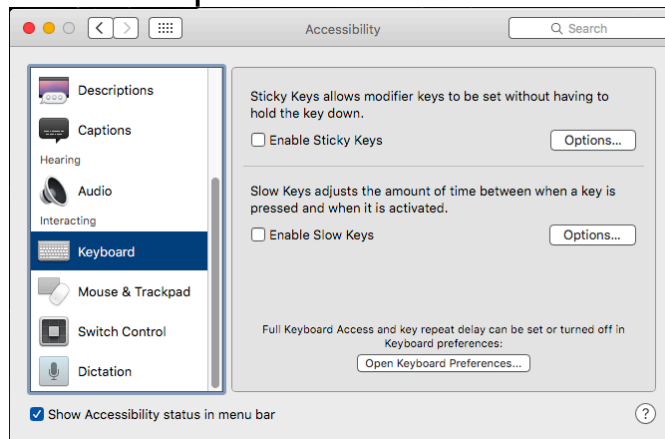 Accessibility
Search
Descriptions
Captions
Hearing
Audio
Interacting
Keyboard
Mouse & Trackpad
Switch Control
Dictation
Sticky Keys allows modifier keys to be set without having to
hold the key down.
Enable Sticky Keys
Options...
Slow Keys adjusts the amount of time between when a key is
pressed and when it is activated.
Enable Slow Keys
Options...
Full Keyboard Access and key repeat delay can be set or turned off in
Keyboard preferences:
Open Keyboard Preferences...
Show Accessibility status in menu bar
?